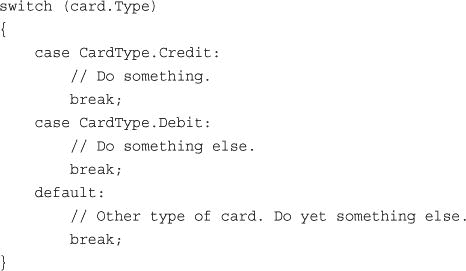 switch (card.Type)
{
    case CardType.Credit:
        // Do something.
        break;
    case CardType.Debit:
        // Do something else.
        break;
    default:
        // Other type of card. Do yet something else.
        break;
}